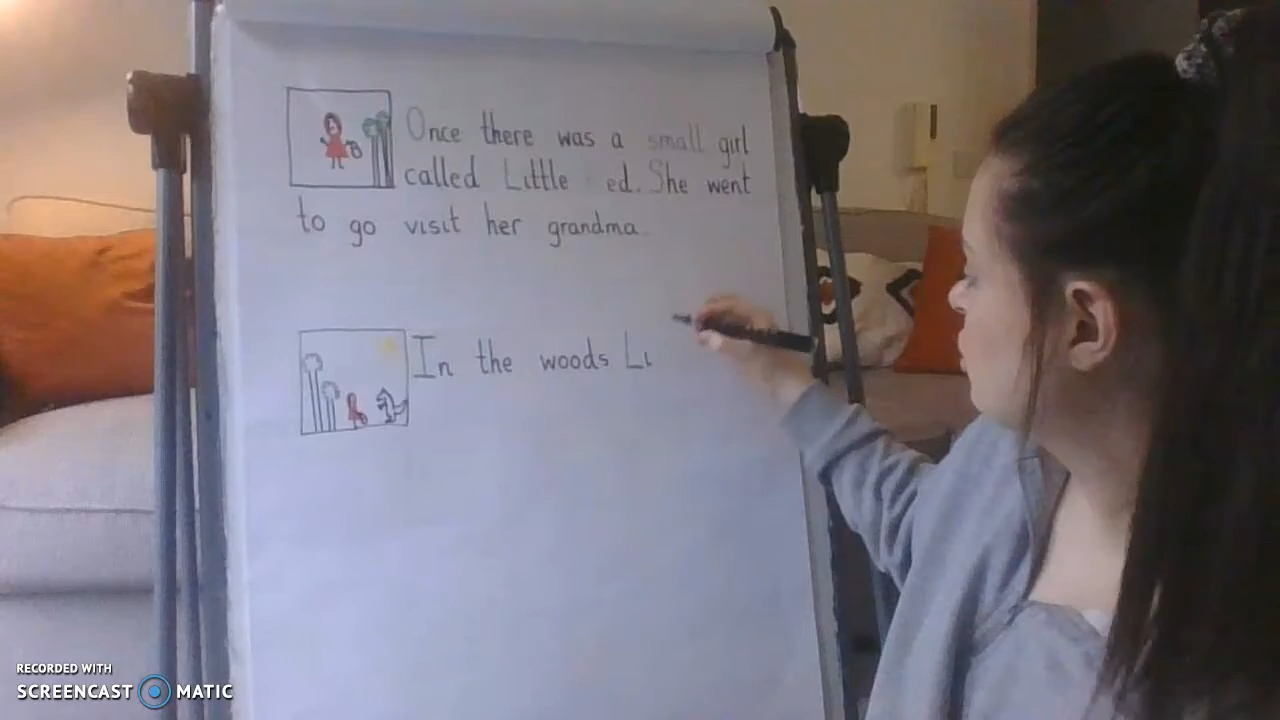 Once there was a small girl
called Little ed. She went
to go visit her grandma.
In the woods Li
RECORDED WITH
SCREENCAST MATIC